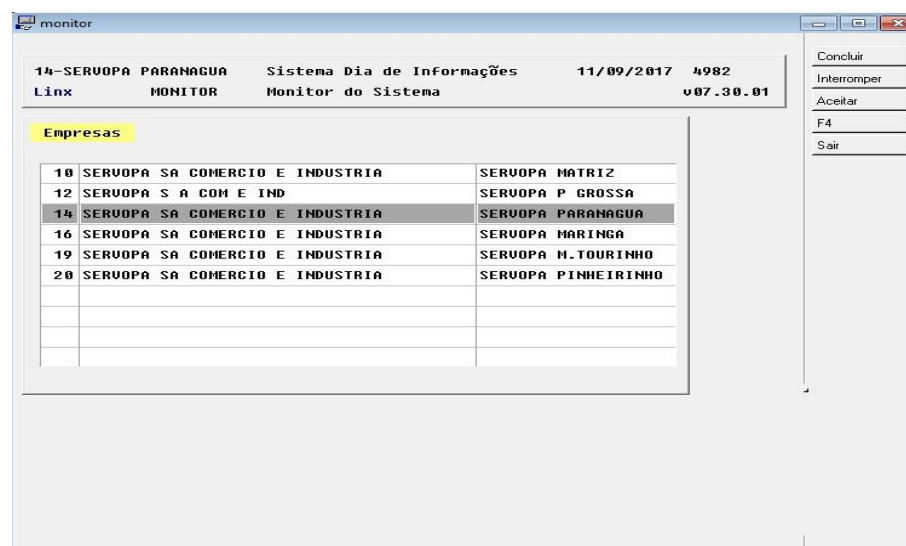 monitor
14-SERVOPA PARANAGUA Sistema Dia de Informações 11/09/2017 4982
Linx MONITOR Monitor do Sistema v07.30.01
Empresas
10 SERVOPA SA COMERCIO E INDUSTRIA SERVOPA MATRIZ
12 SERVOPA S A COM E IND SERVOPA P GROSSA
14 SERVOPA SA COMERCIO E INDUSTRIA SERVOPA PARANAGUA
16 SERVOPA SA COMERCIO E INDUSTRIA SERVOPA MARINGA
19 SERVOPA SA COMERCIO E INDUSTRIA SERVOPA M.TOURINHO
20 SERVOPA SA COMERCIO E INDUSTRIA SERVOPA PINHEIRINHO
Concluir
Interromper
Aceitar
F4
Sair